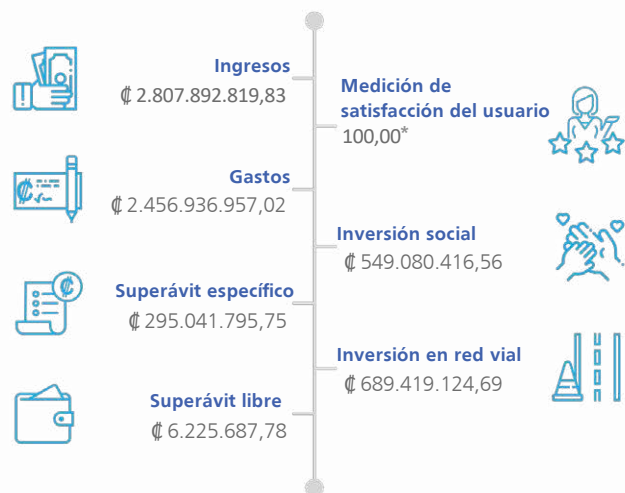 Ingresos
₡ 2.807.892.819,83
Medición de
satisfacción del usuario
100,00*
Gastos
₡ 2.456.936.957,02
Inversión social
₡ 549.080.416,56
Superávit específico
₡ 295.041.795,75
Inversión en red vial
₡ 689.419.124,69
Superávit libre
₡ 6.225.687,78